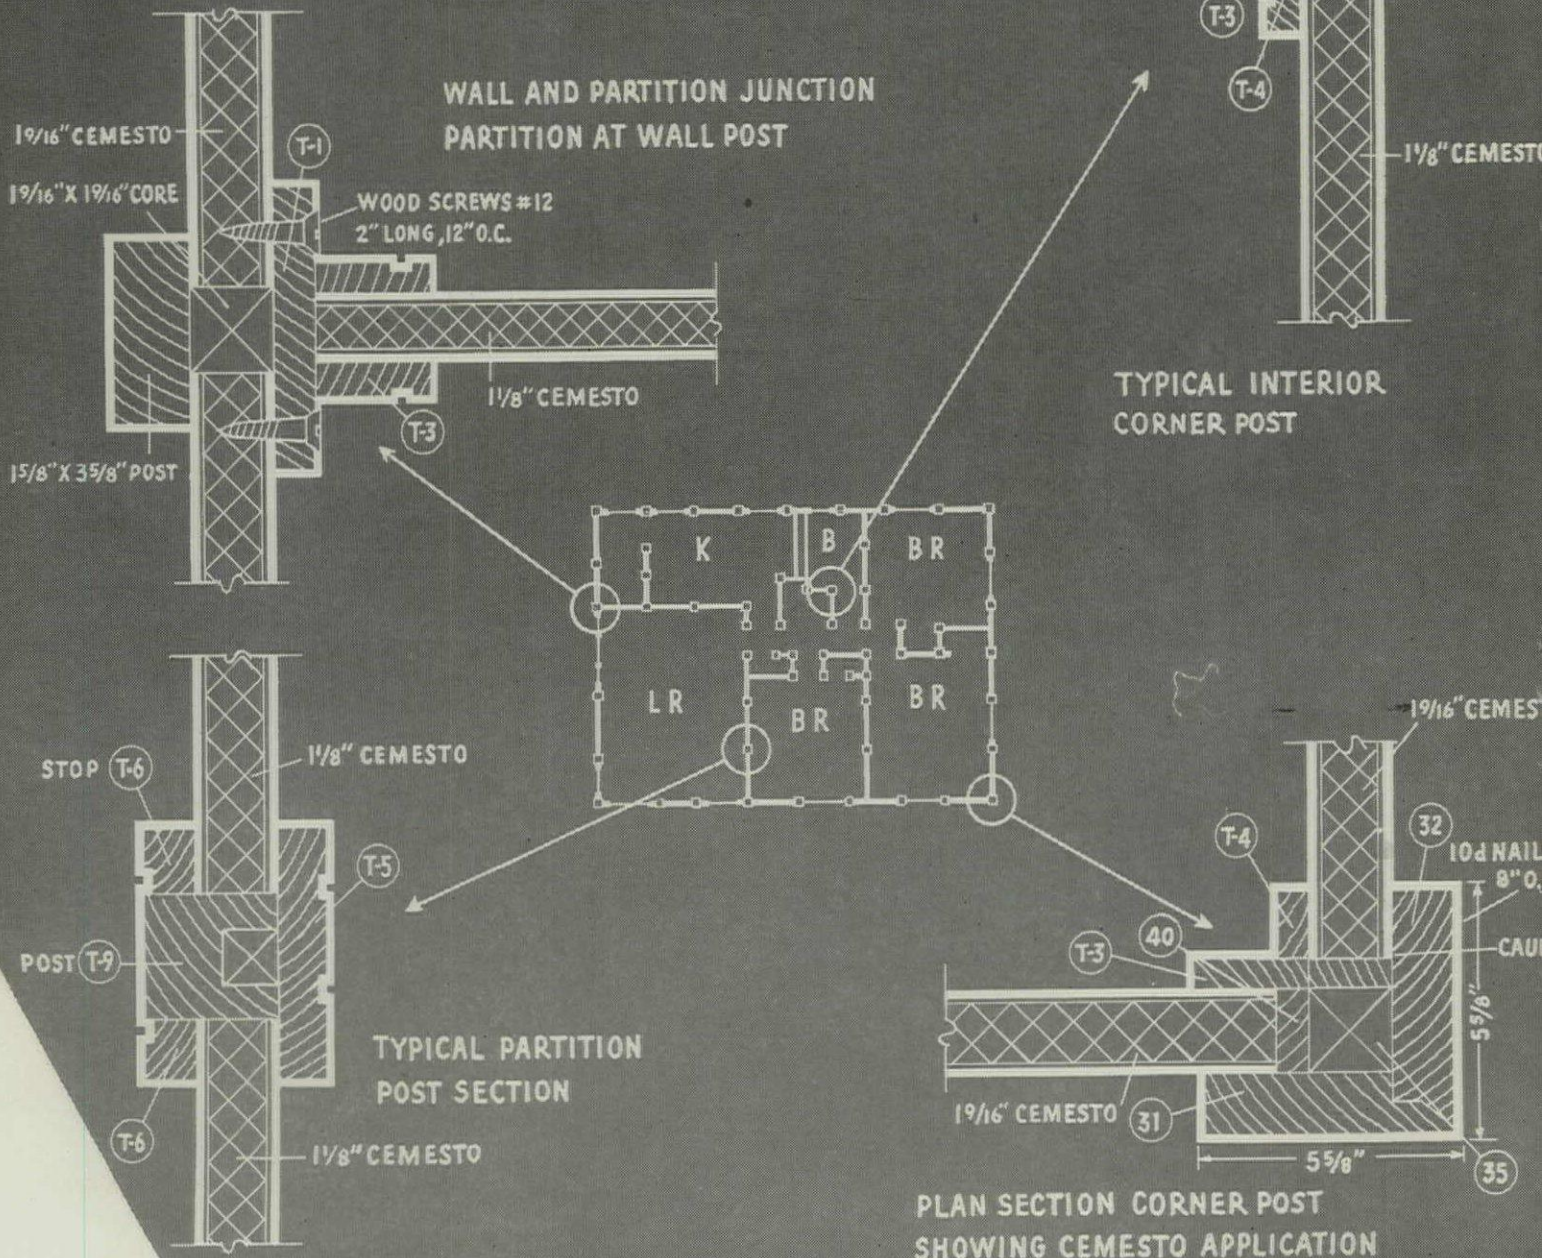 WALL AND PARTITION JUNCTION
PARTITION AT WALL POST
1 9/16" CEMESTO
T-1
1 9/16" X 1 9/16" CORE
WOOD SCREWS #12
2" LONG, 12" O.C.
1 1/8" CEMESTO
T-3
1 5/8" X 3 5/8" POST
T-3
T-4
1 1/8" CEMESTO
TYPICAL INTERIOR
CORNER POST
K
B
BR
LR
BR
BR
STOP T-6
1 1/8" CEMESTO
T-5
POST T-9
T-6
1 1/8" CEMESTO
TYPICAL PARTITION
POST SECTION
1 9/16" CEMEST
T-4
32
10d NAIL
8" O.
40
T-3
CAU
5 5/8"
1 9/16" CEMESTO
31
5 5/8"
35
PLAN SECTION CORNER POST
SHOWING CEMESTO APPLICATION